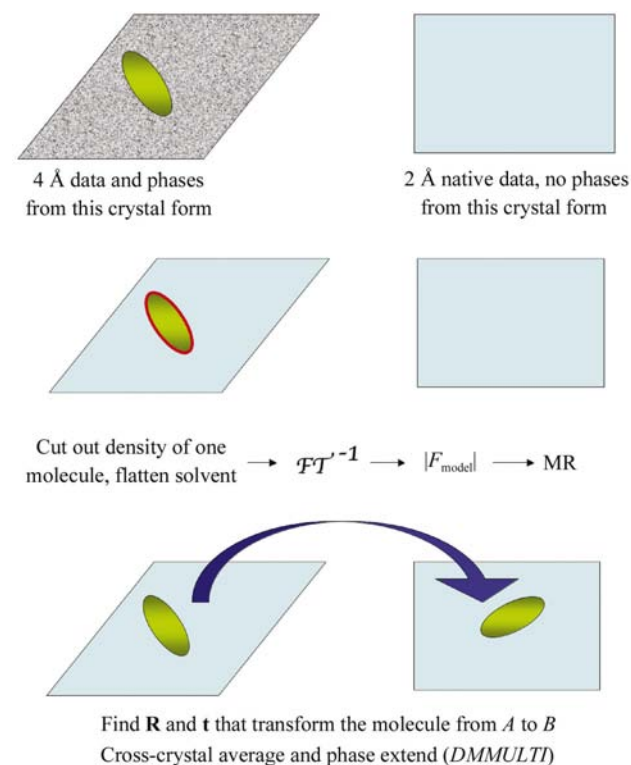 4 Å data and phases
from this crystal form
2 Å native data, no phases
from this crystal form
Cut out density of one
molecule, flatten solvent → ℱ𝒯⁻¹ → |F_model| → MR
Find R and t that transform the molecule from A to B
Cross-crystal average and phase extend (DMMULTI)